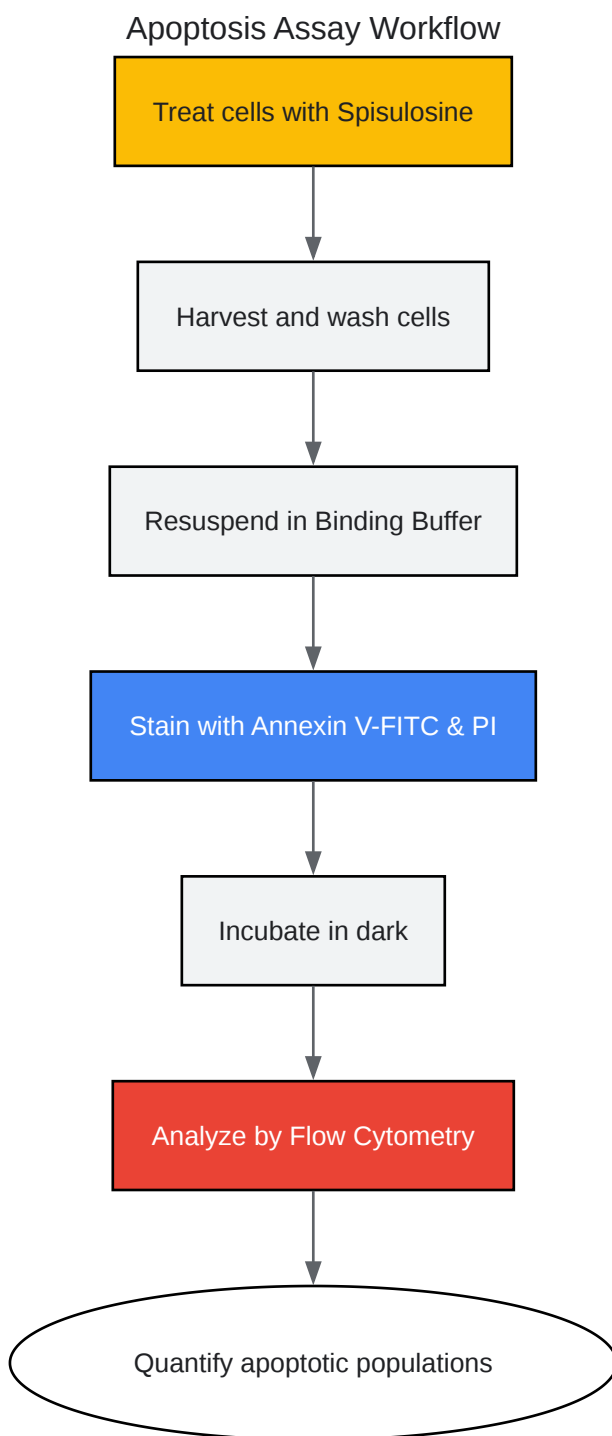 Apoptosis Assay Workflow
Treat cells with Spisulosine
Harvest and wash cells
Resuspend in Binding Buffer
Stain with Annexin V-FITC & PI
Incubate in dark
Analyze by Flow Cytometry
Quantify apoptotic populations